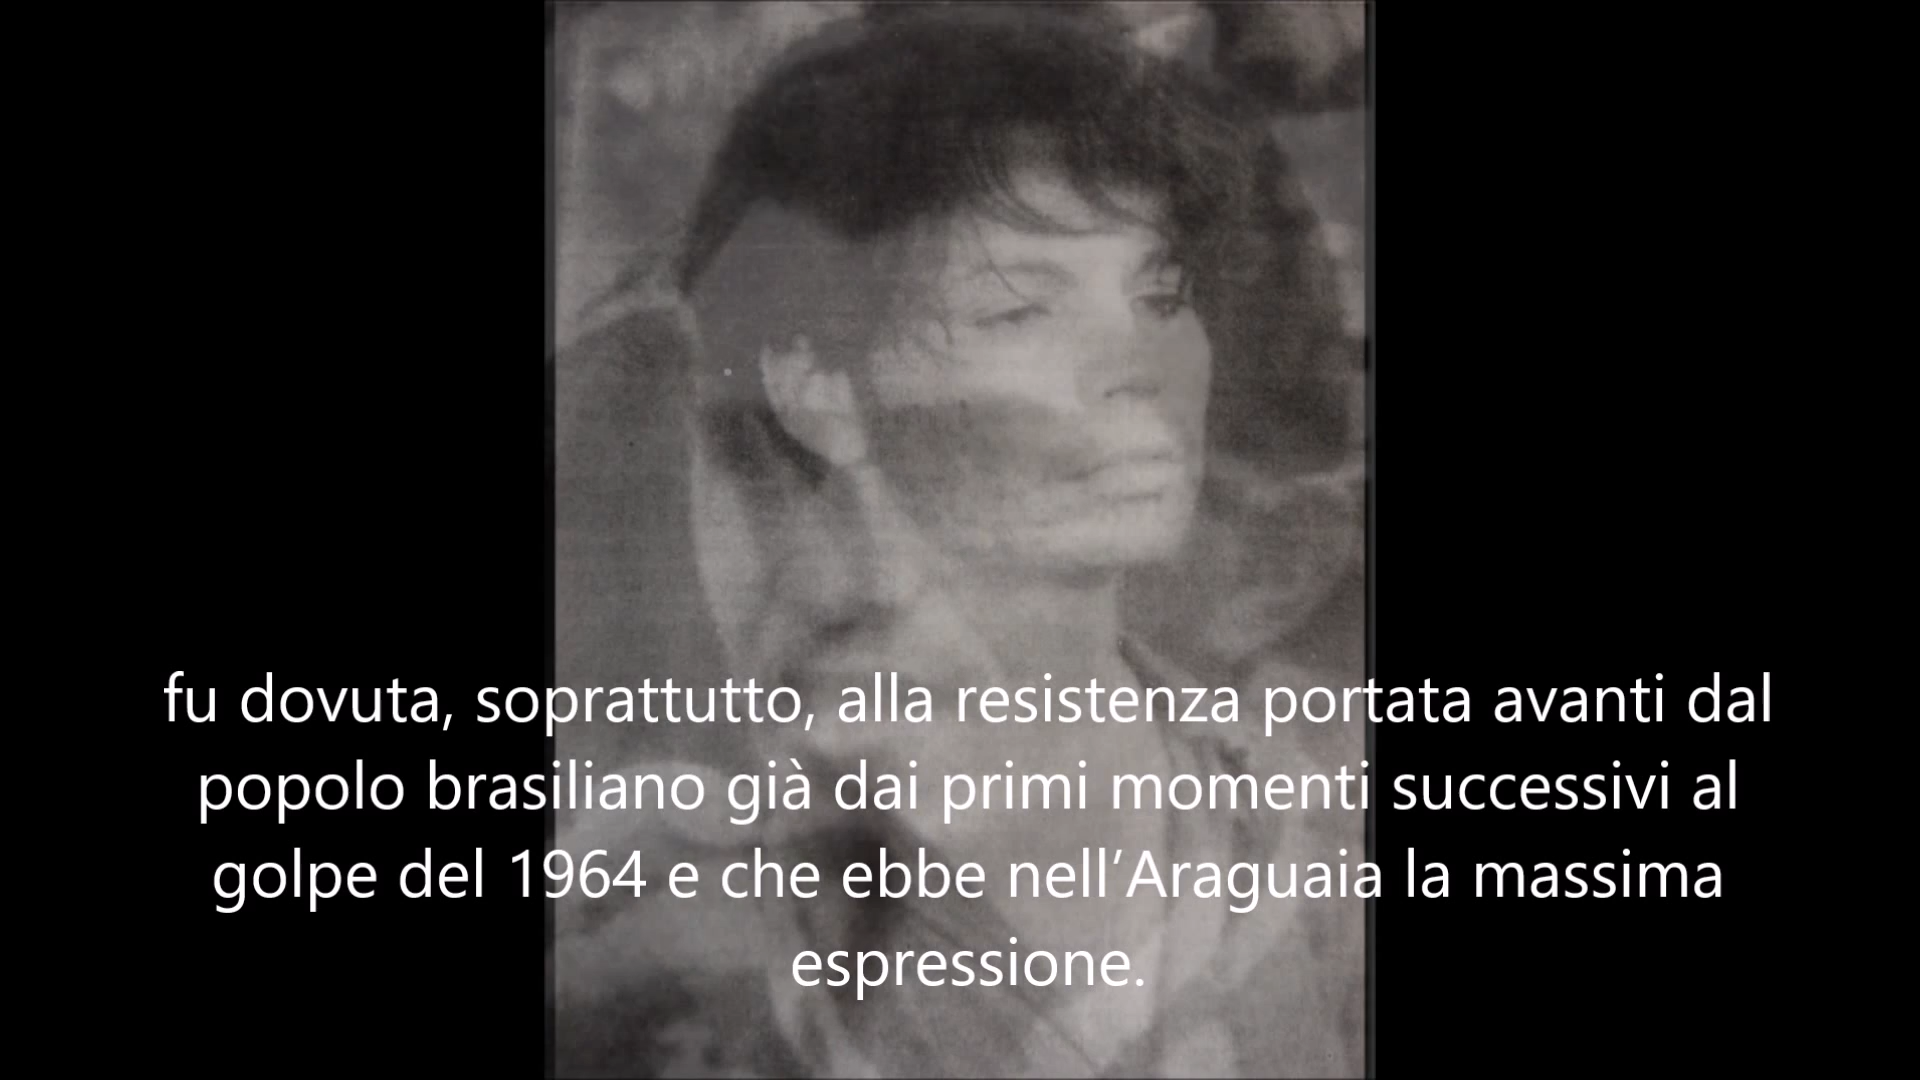 fu dovuta, soprattutto, alla resistenza portata avanti dal
popolo brasiliano già dai primi momenti successivi al
golpe del 1964 e che ebbe nell’Araguaia la massima
espressione.